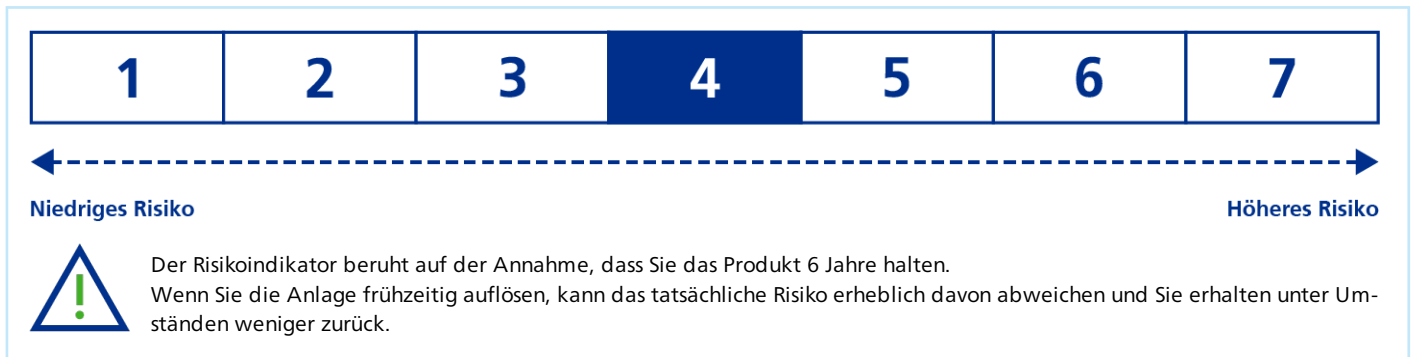 1 2 3 4 5 6 7
Niedriges Risiko Höheres Risiko
Der Risikoindikator beruht auf der Annahme, dass Sie das Produkt 6 Jahre halten.
Wenn Sie die Anlage frühzeitig auflösen, kann das tatsächliche Risiko erheblich davon abweichen und Sie erhalten unter Um-
ständen weniger zurück.